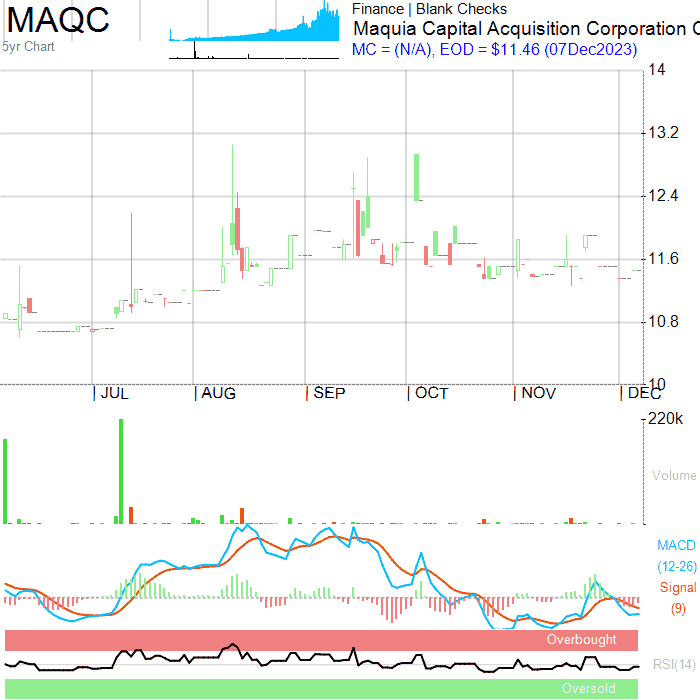 MAQC
5yr Chart
Finance | Blank Checks
Maquia Capital Acquisition Corporation C
MC = (N/A), EOD = $11.46 (07Dec2023)
14
13.2
12.4
11.6
10.8
10
JUL
AUG
SEP
OCT
NOV
DEC
220k
Volume
MACD
(12-26)
Signal
(9)
Overbought
RSI(14)
Oversold